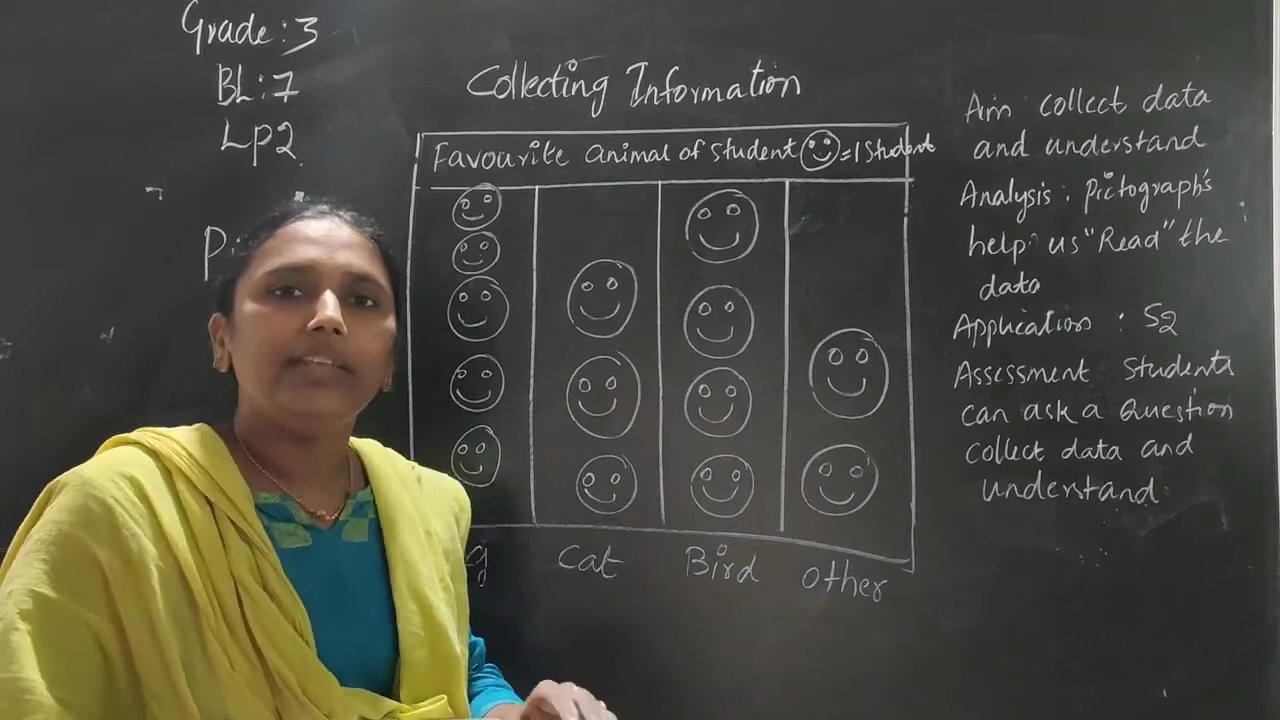 Grade : 3
BL : 7
Lp2
Collecting Information
Favourite animal of student = 1 Student
Cat
Bird
other
Aim collect data
and understand
Analysis : pictograph's
help us "Read" the
data
Application : S2
Assessment Students
can ask a Question
collect data and
understand